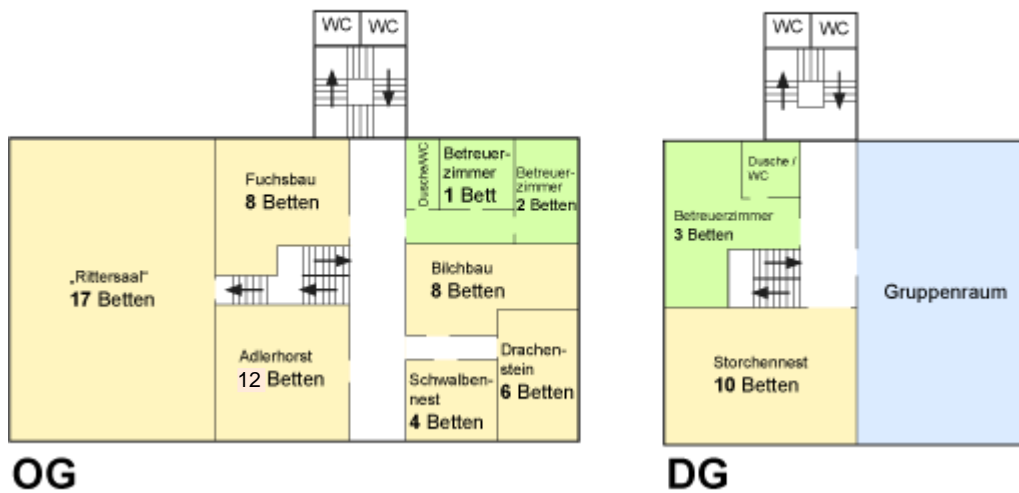 WC WC
Fuchsbau
8 Betten
Dusche/WC
Betreuer-
zimmer
1 Bett
Betreuer-
zimmer
2 Betten
„Rittersaal“
17 Betten
Bilchbau
8 Betten
Adlerhorst
12 Betten
Schwalben-
nest
4 Betten
Drachen-
stein
6 Betten
OG
WC WC
Dusche /
WC
Betreuerzimmer
3 Betten
Gruppenraum
Storchennest
10 Betten
DG